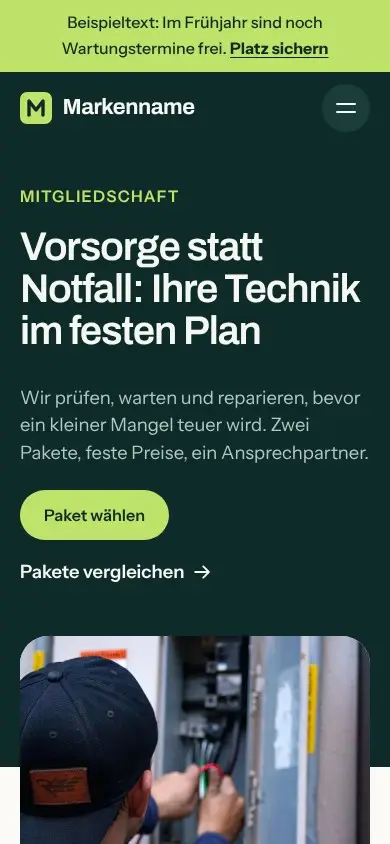 Beispieltext: Im Frühjahr sind noch
Wartungstermine frei. Platz sichern
M Markenname
MITGLIEDSCHAFT
Vorsorge statt
Notfall: Ihre Technik
im festen Plan
Wir prüfen, warten und reparieren, bevor
ein kleiner Mangel teuer wird. Zwei
Pakete, feste Preise, ein Ansprechpartner.
Paket wählen
Pakete vergleichen →